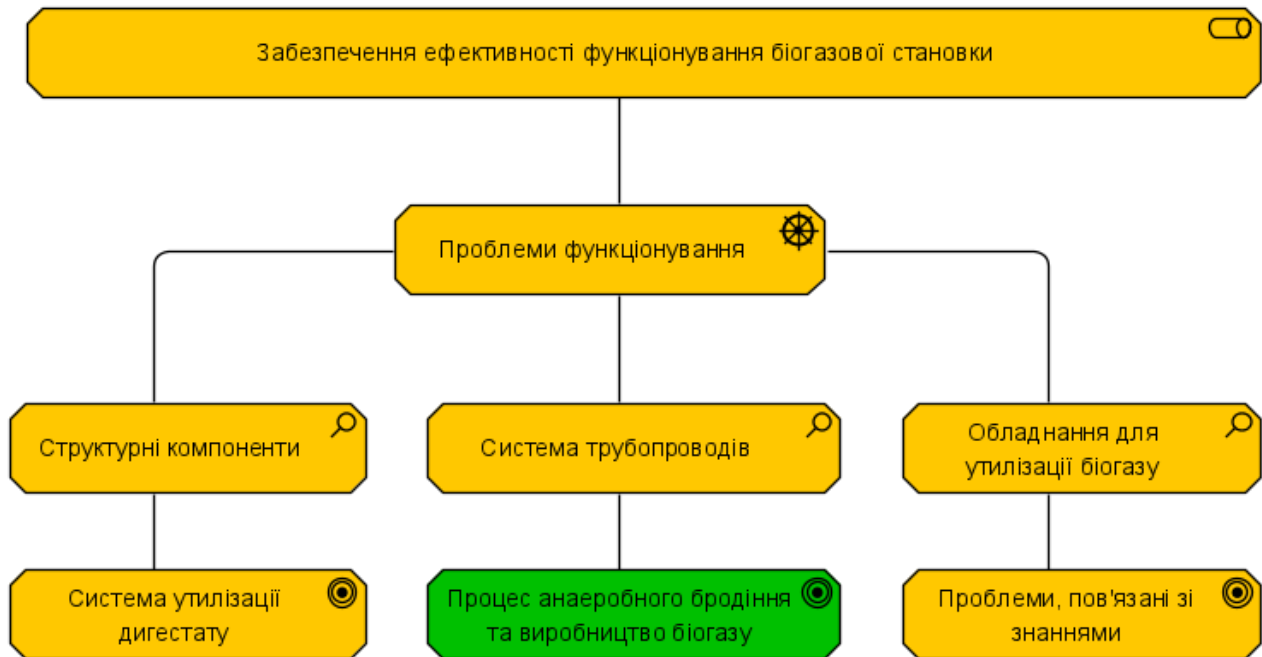 Забезпечення ефективності функціонування біогазової становки
Проблеми функціонування
Структурні компоненти
Система трубопроводів
Обладнання для
утилізації біогазу
Система утилізації
дигестату
Процес анаеробного бродіння
та виробництво біогазу
Проблеми, пов'язані зі
знаннями